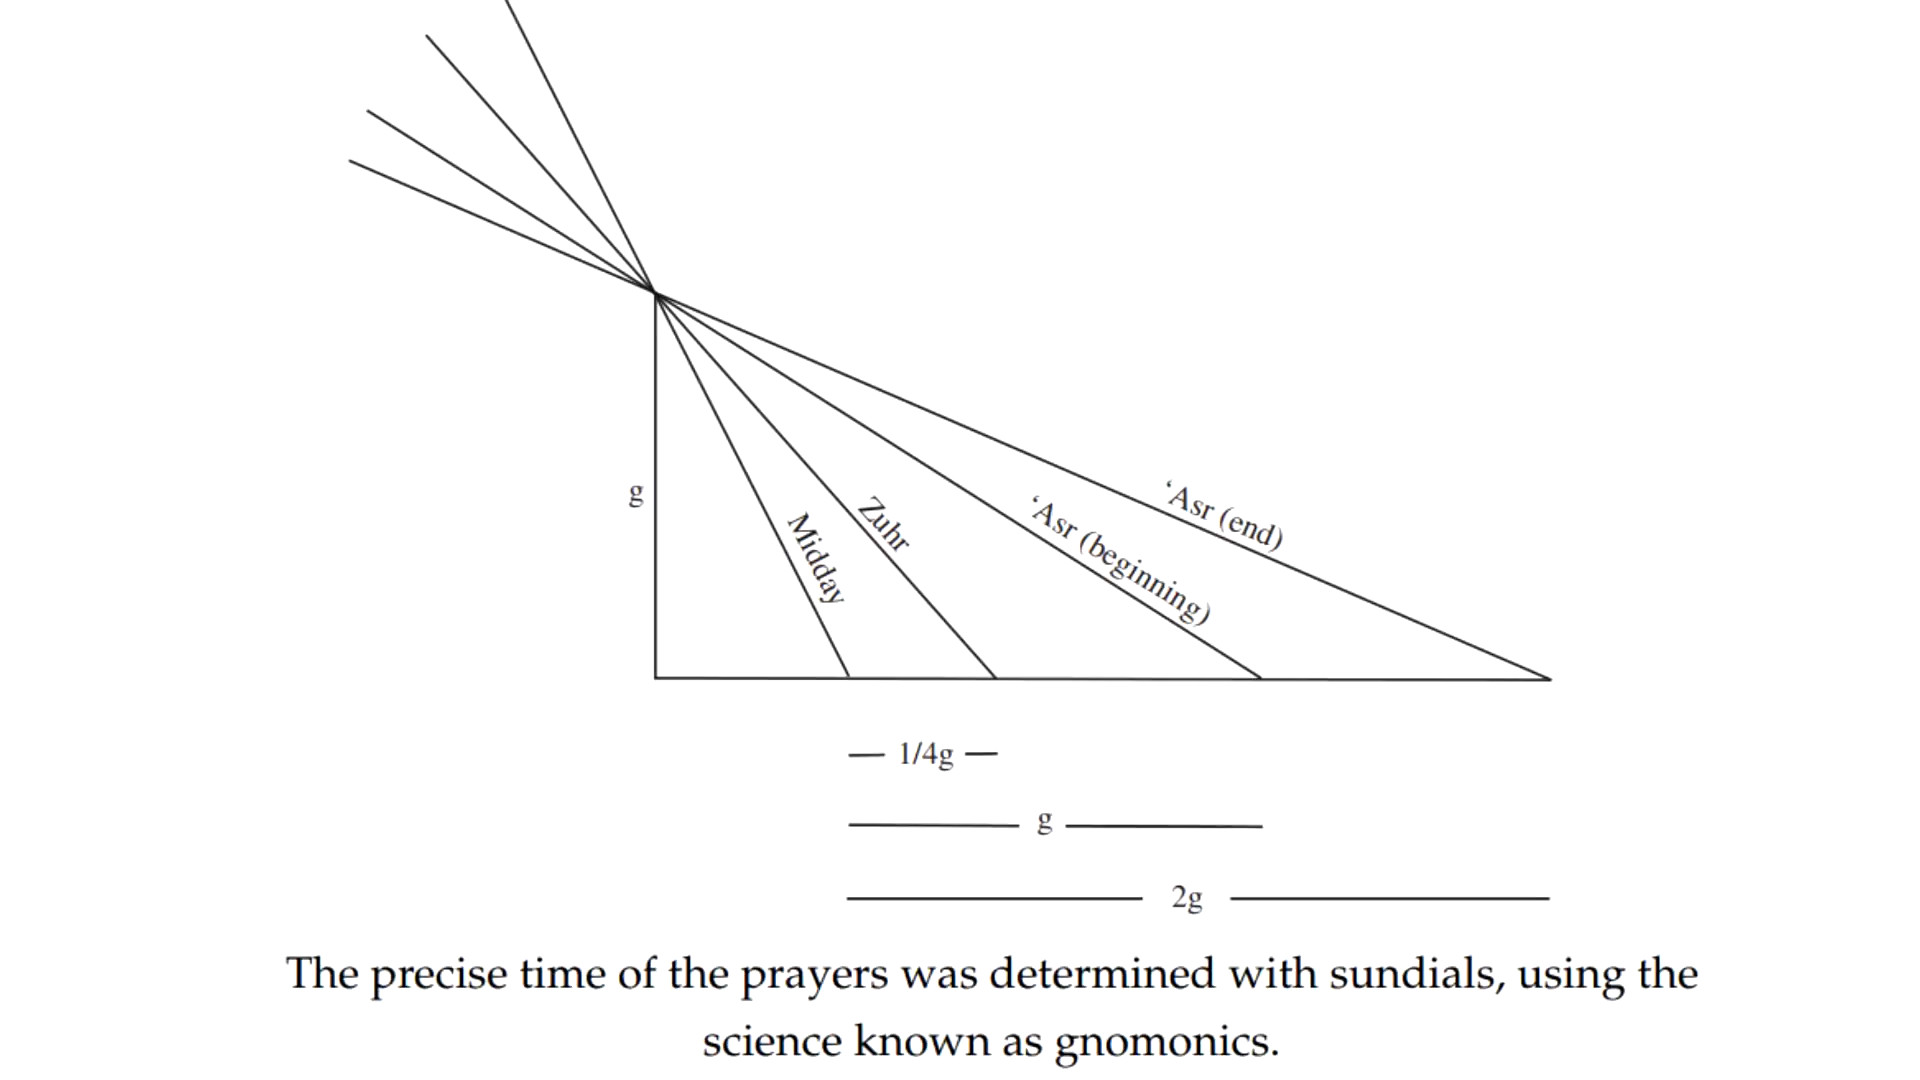 ‘Asr (end)
g
Midday
Zuhr
‘Asr (beginning)
1/4g
g
2g
The precise time of the prayers was determined with sundials, using the
science known as gnomonics.